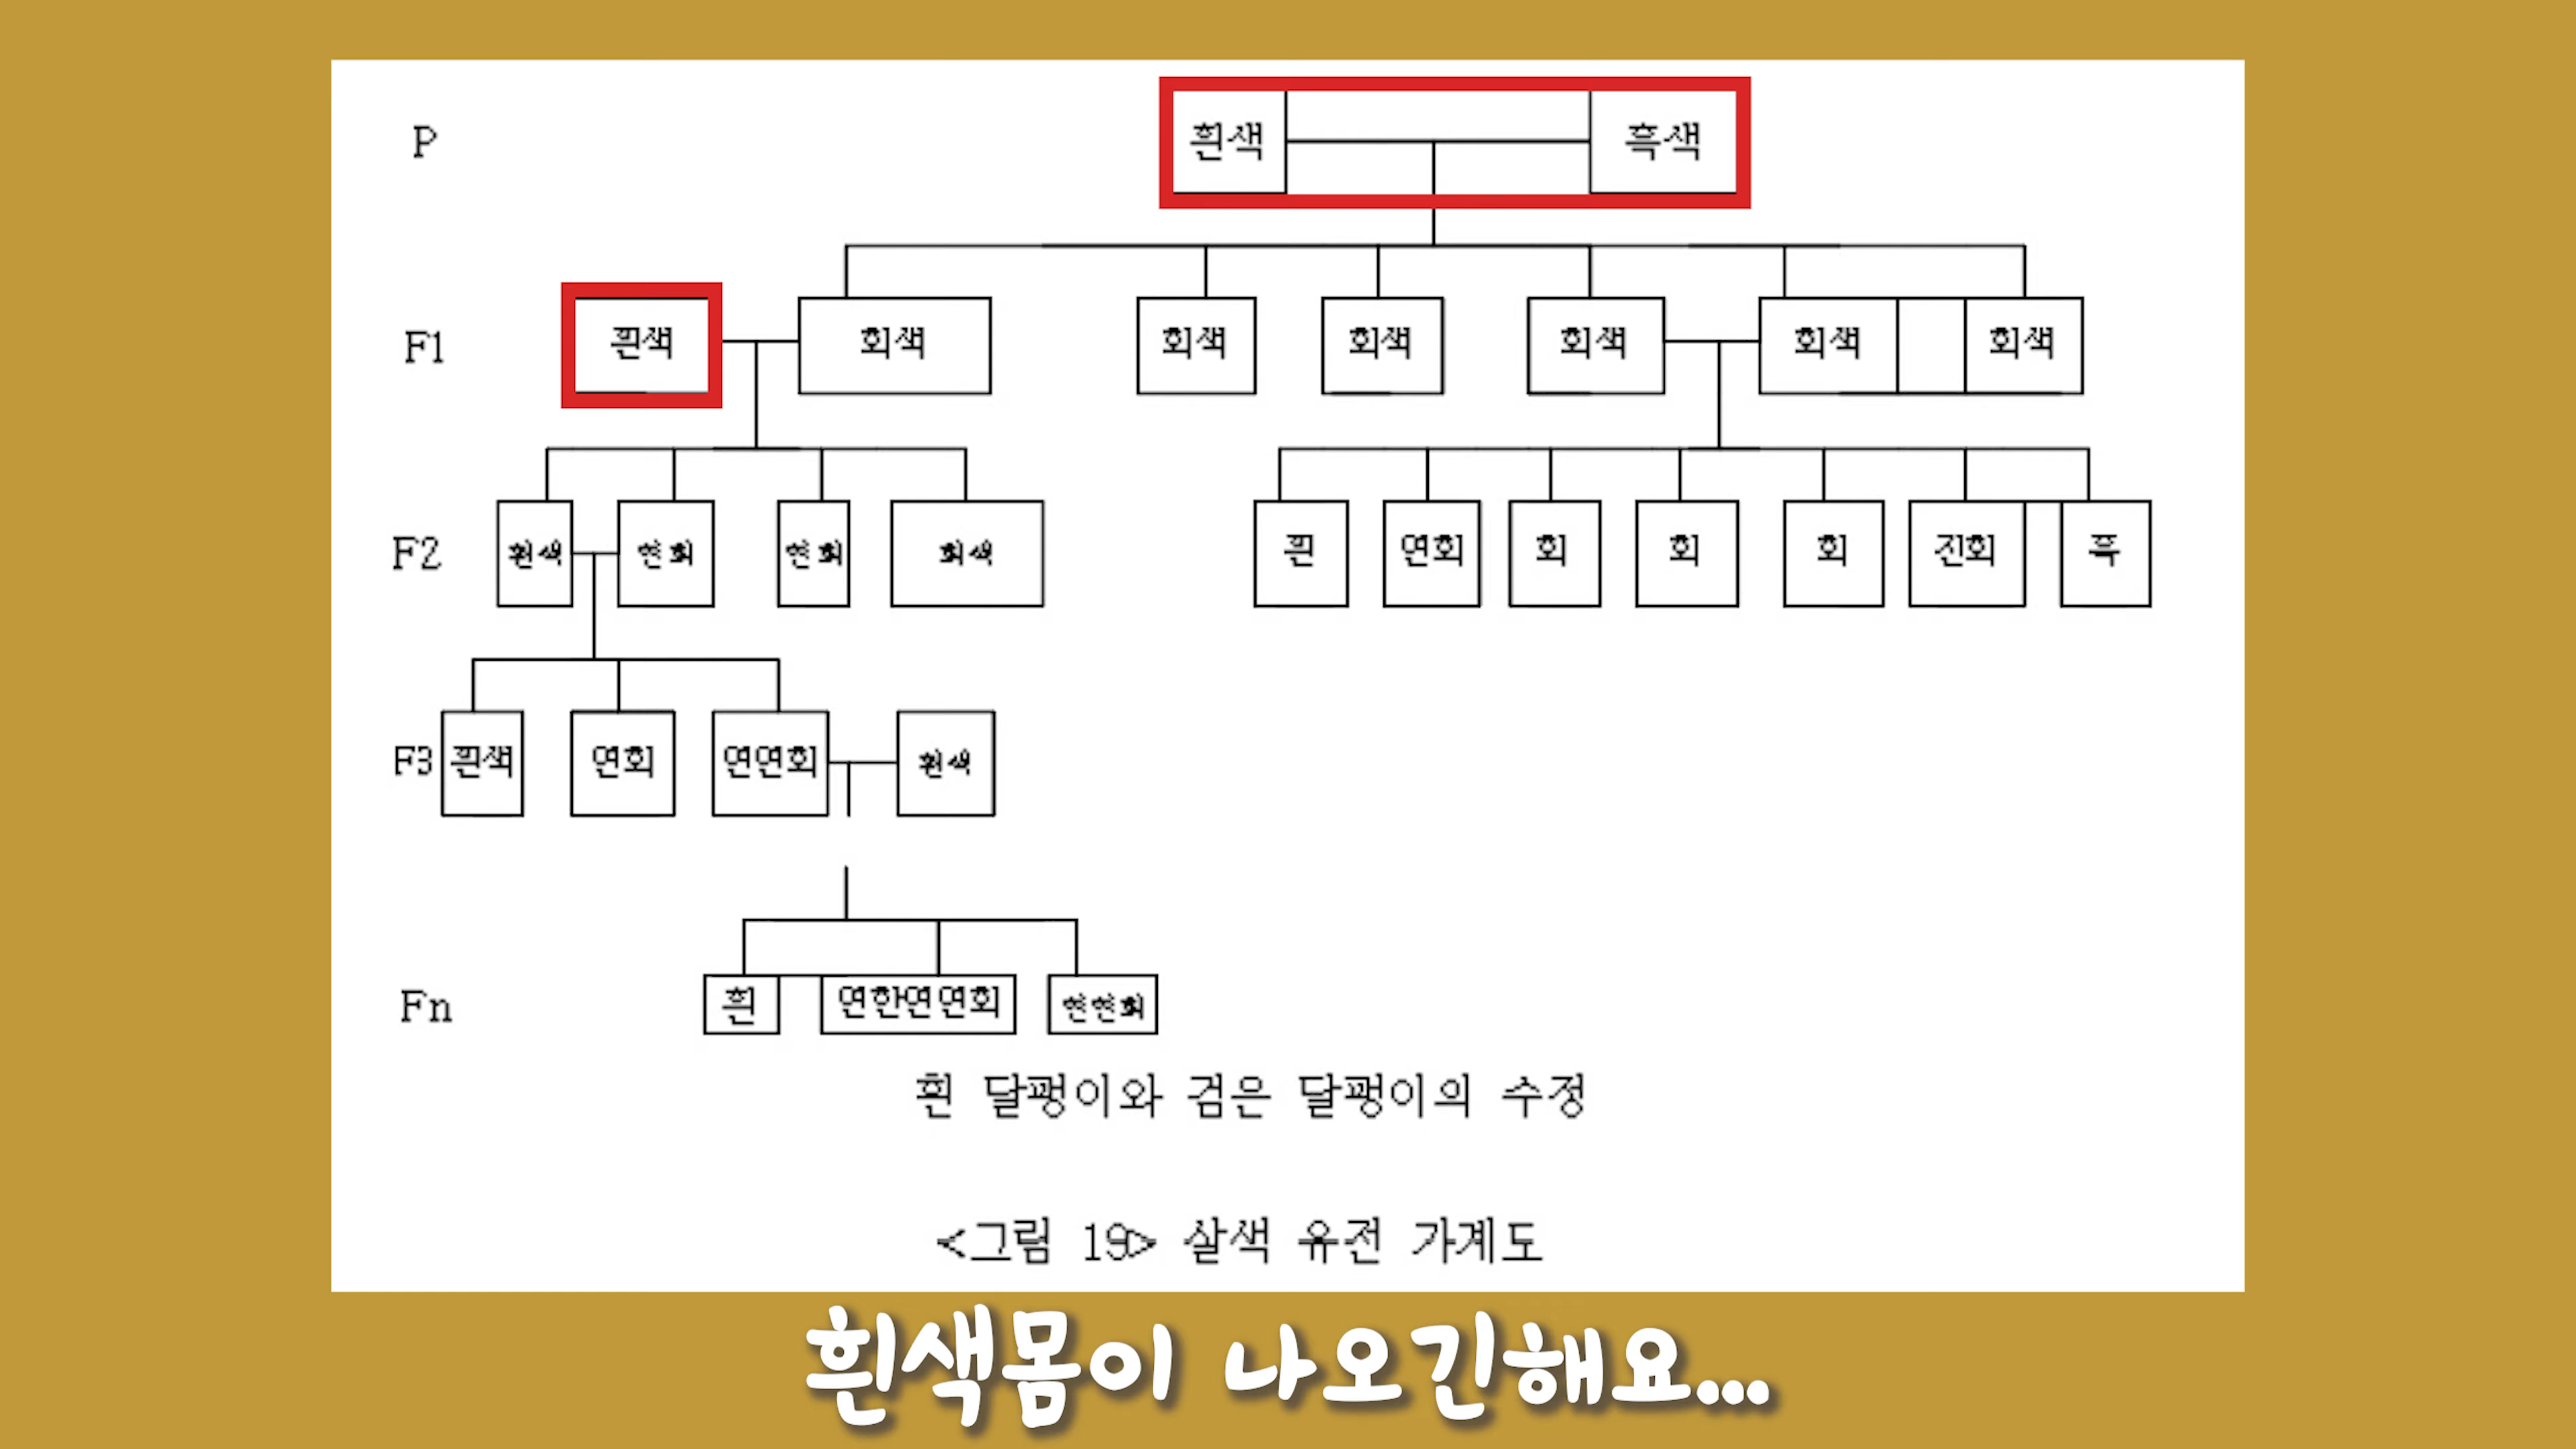 P 흰색 흑색
F1 흰색 회색 회색 회색 회색 회색 회색
F2 흰색 연회 연회 회색 흰 연회 회 회 회 진회 흑
F3 흰색 연회 연연회 흰색
Fn 흰 연한연연회 연연회
흰 달팽이와 검은 달팽이의 수정
<그림 19> 살색 유전 가계도
흰색몸이 나오긴해요...